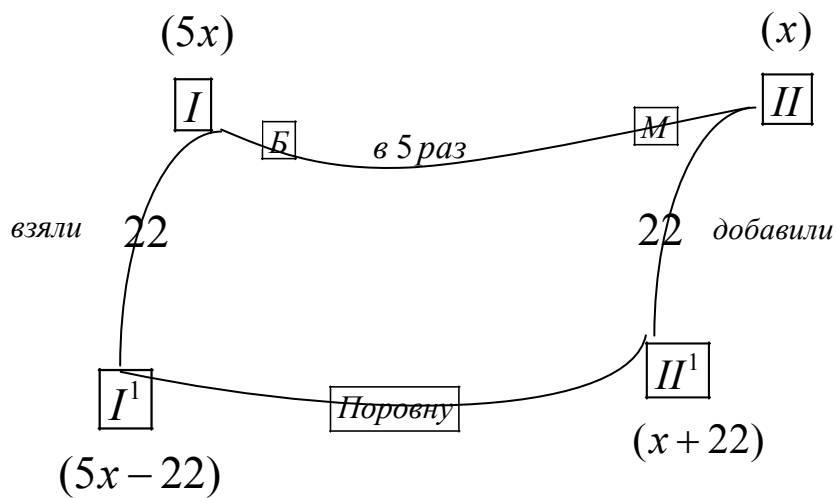 (5x) (x)
I II
Б в 5 раз М
взяли 22 22 добавили
I¹ Поровну II¹
(5x − 22) (x + 22)